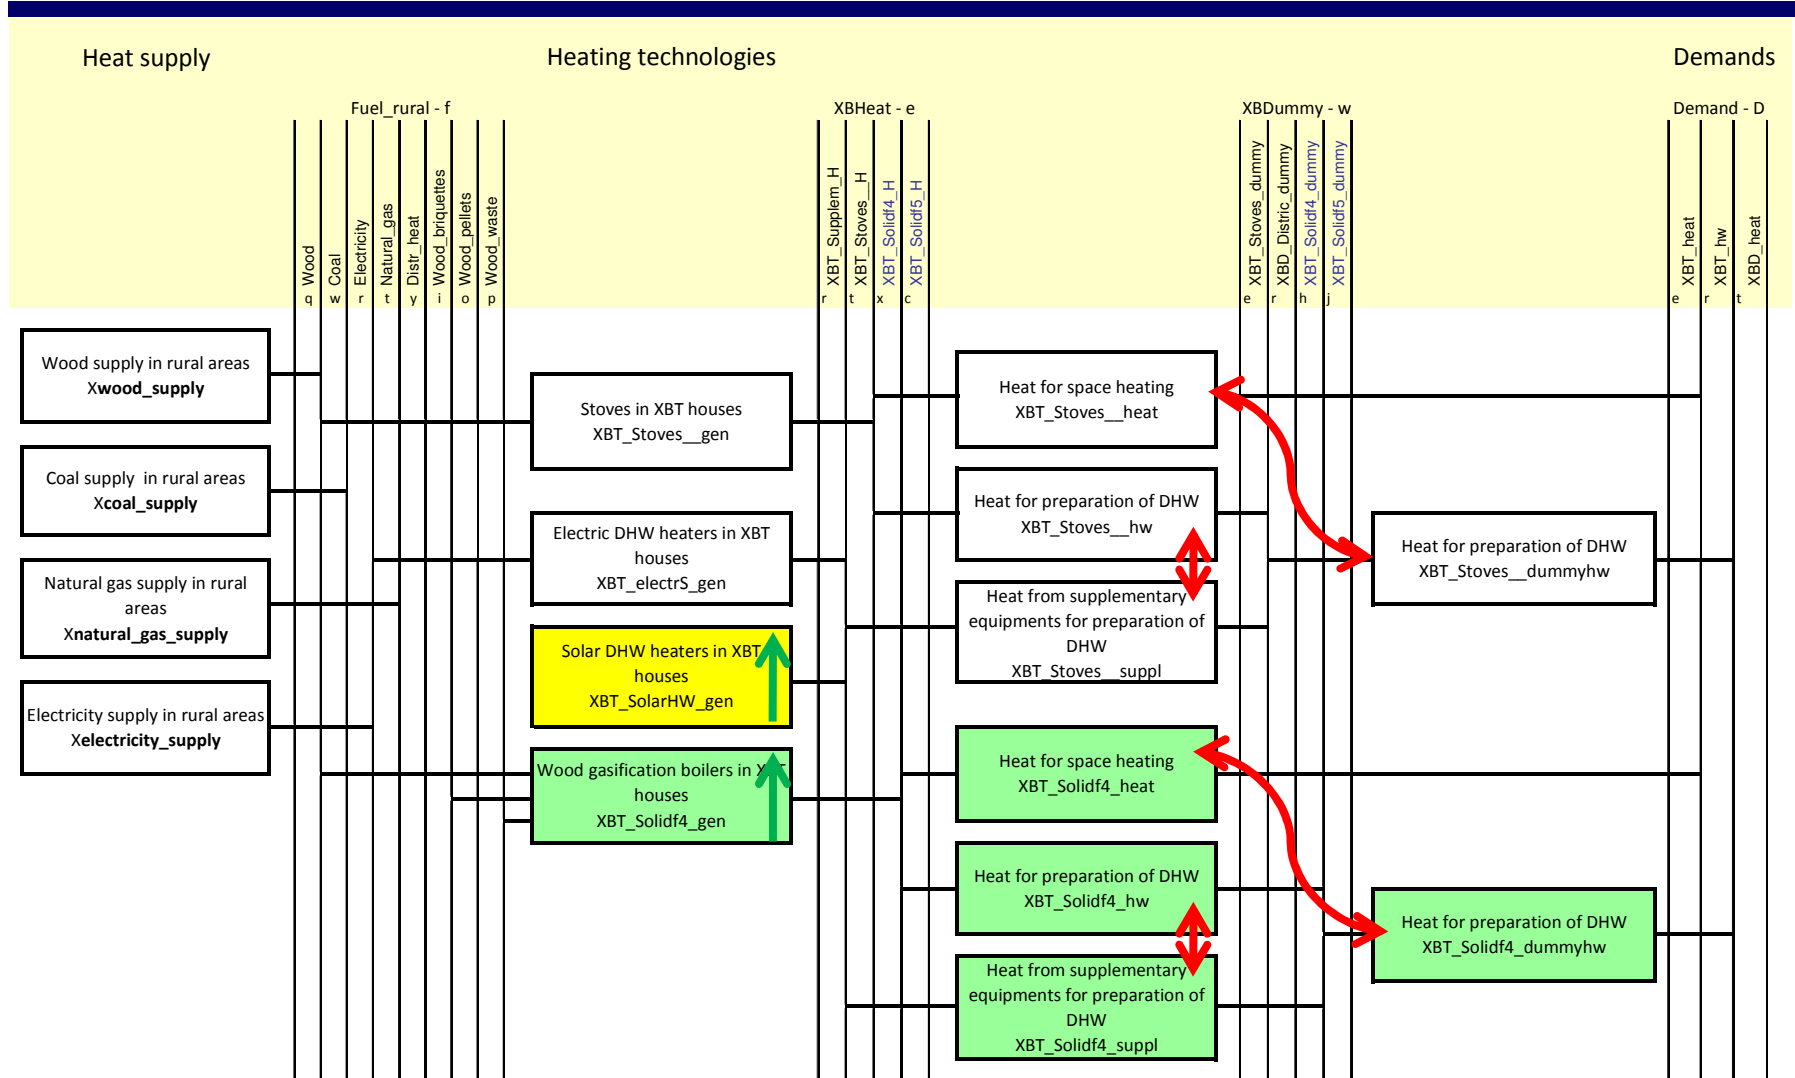 Heat supply
Heating technologies
Demands
Fuel_rural - f
XBHeat - e
XBDummy - w
Demand - D
Wood
Coal
Electricity
Natural_gas
Distr_heat
Wood_briquettes
Wood_pellets
Wood_waste
q
w
r
t
y
i
o
p
XBT_Supplem_H
XBT_Stoves__H
XBT_Solidf4_H
XBT_Solidf5_H
r
t
x
c
XBT_Stoves_dummy
XBD_Distric_dummy
XBT_Solidf4_dummy
XBT_Solidf5_dummy
e
r
h
j
XBT_heat
XBT_hw
XBD_heat
e
r
t
Wood supply in rural areas
Xwood_supply
Coal supply in rural areas
Xcoal_supply
Natural gas supply in rural
areas
Xnatural_gas_supply
Electricity supply in rural areas
Xelectricity_supply
Stoves in XBT houses
XBT_Stoves__gen
Electric DHW heaters in XBT
houses
XBT_electrS_gen
Solar DHW heaters in XBT
houses
XBT_SolarHW_gen
Wood gasification boilers in XBT
houses
XBT_Solidf4_gen
Heat for space heating
XBT_Stoves__heat
Heat for preparation of DHW
XBT_Stoves__hw
Heat from supplementary
equipments for preparation of
DHW
XBT_Stoves__suppl
Heat for space heating
XBT_Solidf4_heat
Heat for preparation of DHW
XBT_Solidf4_hw
Heat from supplementary
equipments for preparation of
DHW
XBT_Solidf4_suppl
Heat for preparation of DHW
XBT_Stoves__dummyhw
Heat for preparation of DHW
XBT_Solidf4_dummyhw